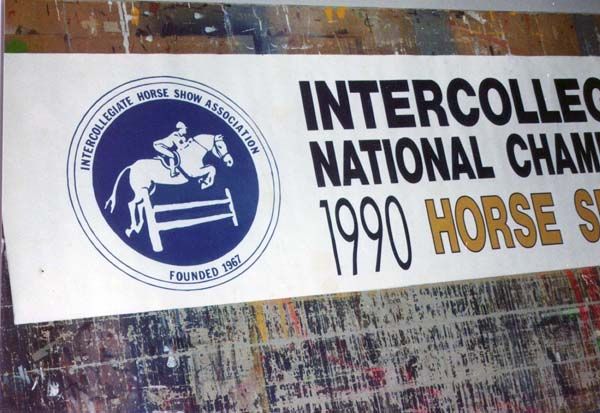 INTERCOLLEGIATE HORSE SHOW ASSOCIATION
FOUNDED 1967
INTERCOLLEG
NATIONAL CHAM
1990 HORSE S